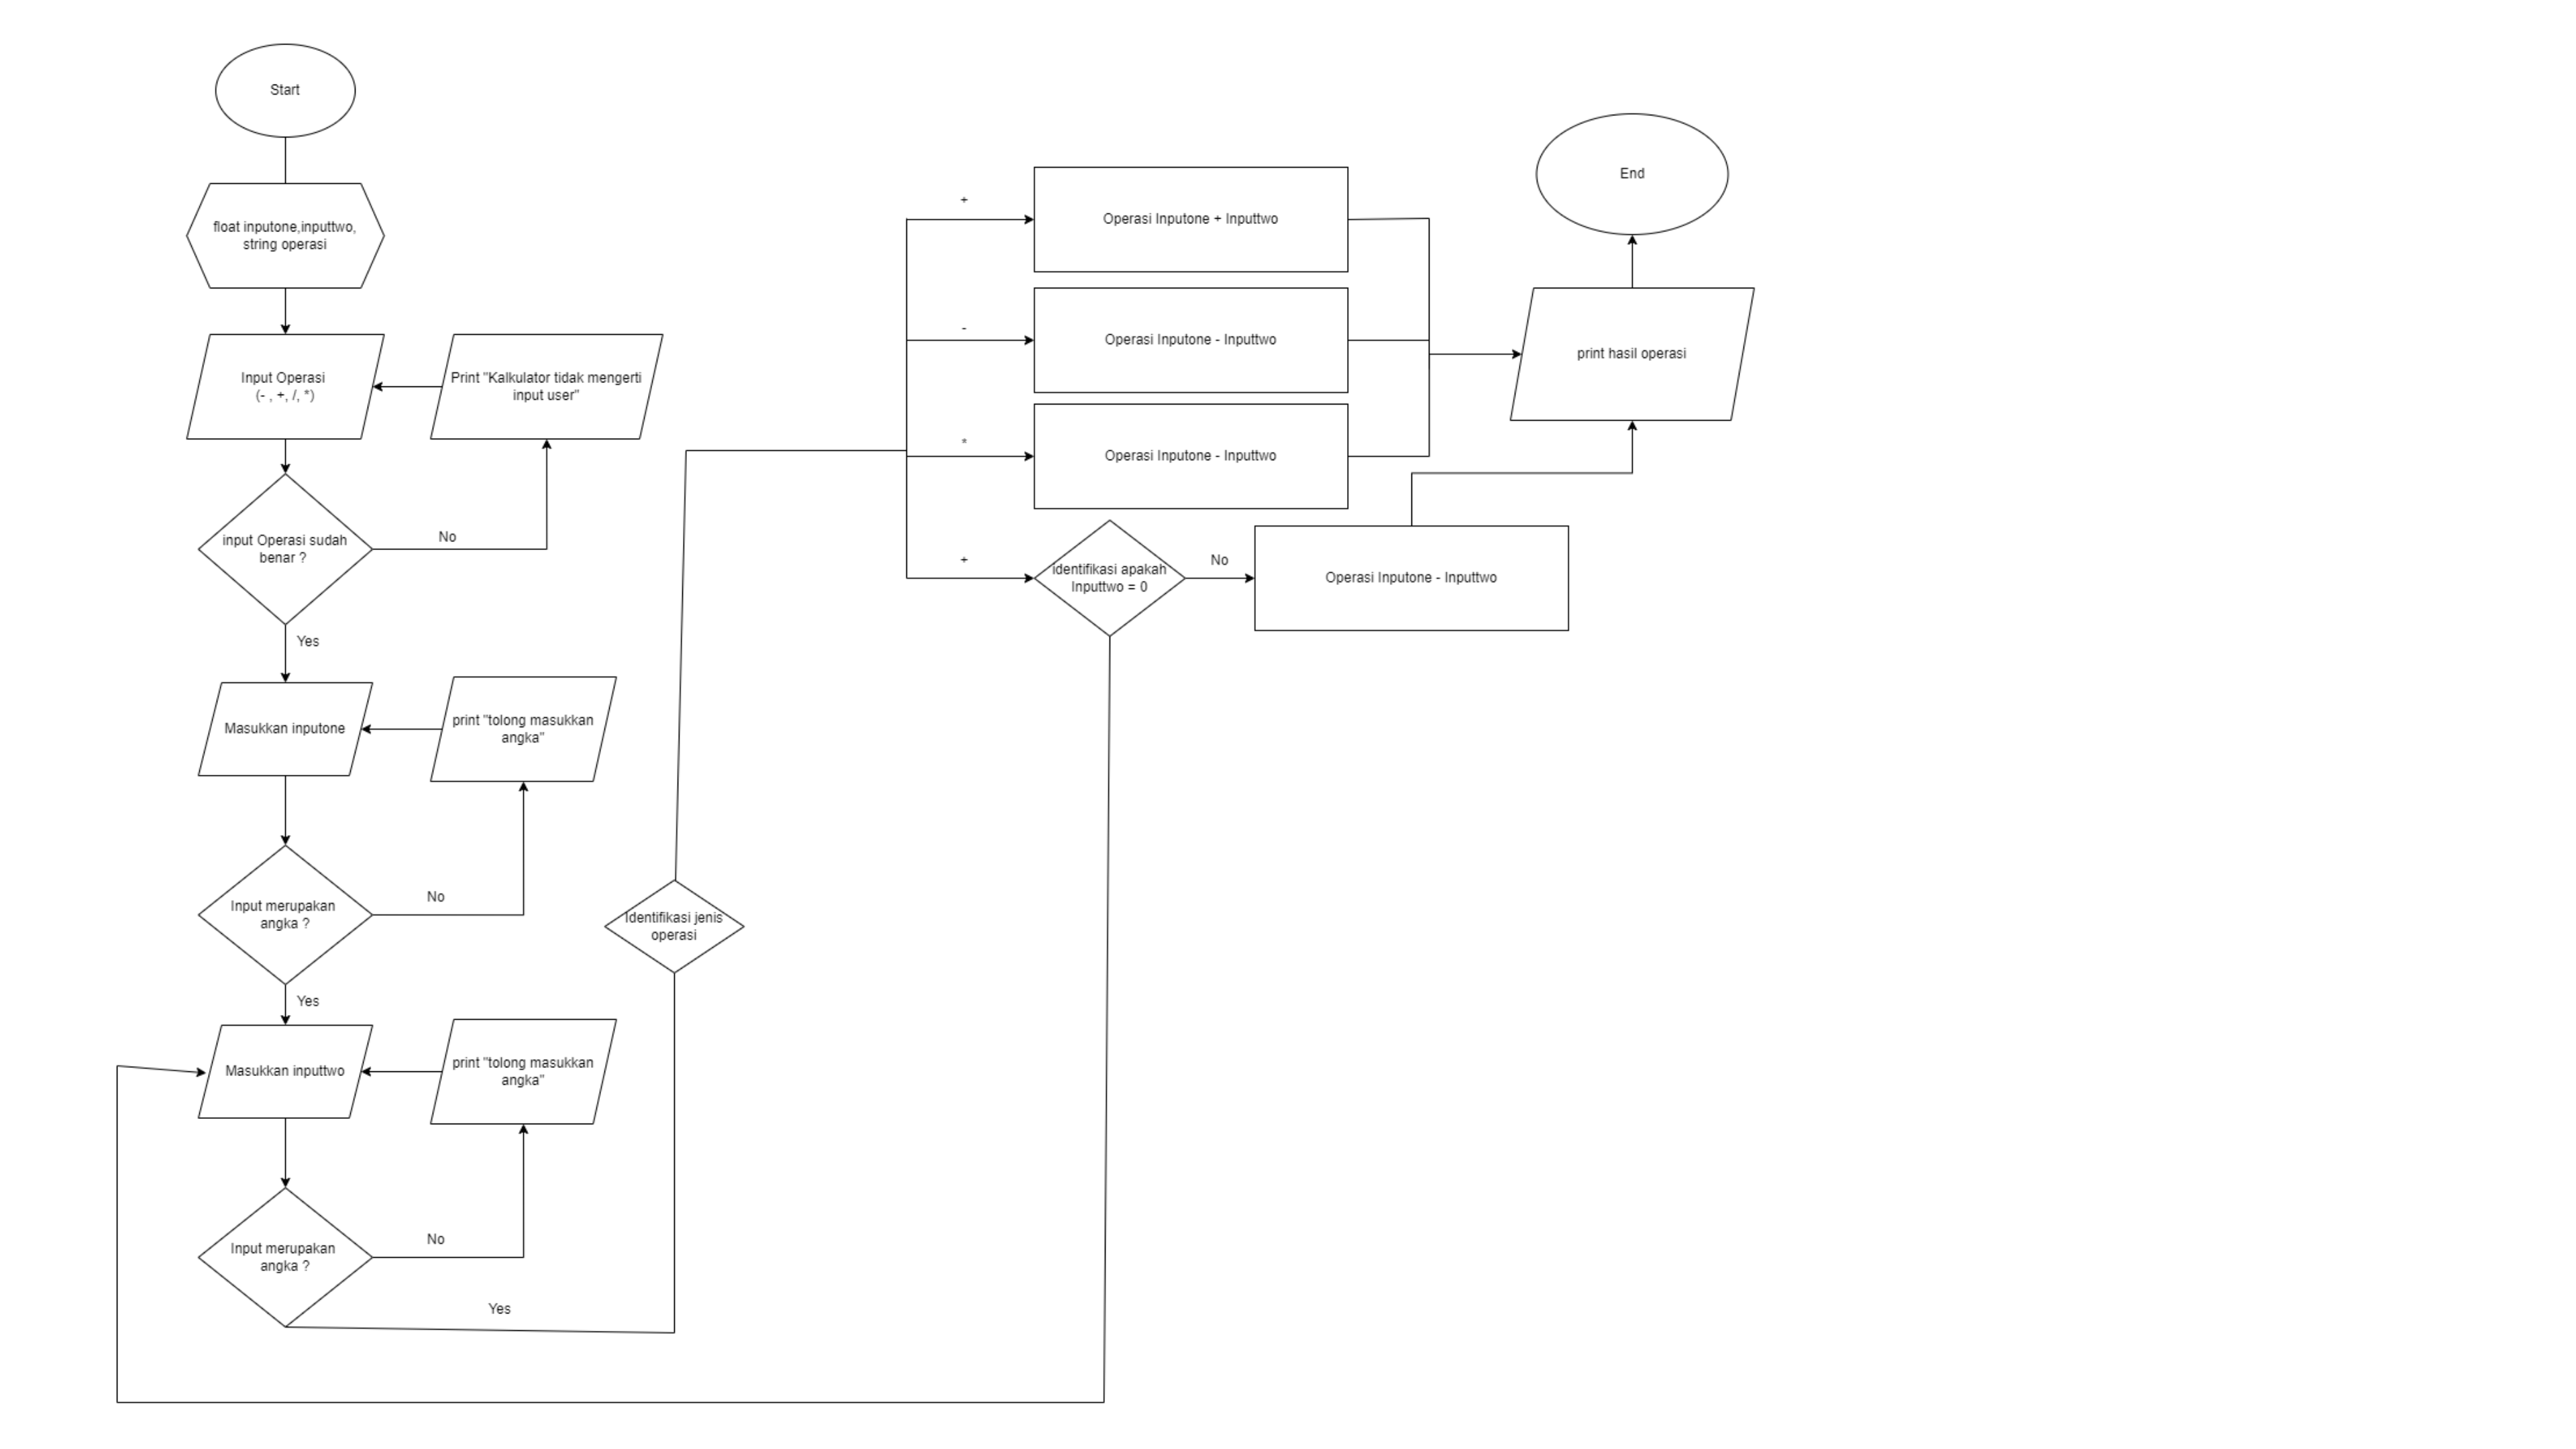 Start
float inputone,inputtwo,
string operasi
Input Operasi
(- , +, /, *)
Print "Kalkulator tidak mengerti
input user"
input Operasi sudah
benar ?
No
Yes
Masukkan inputone
print "tolong masukkan
angka"
Input merupakan
angka ?
No
Yes
Masukkan inputtwo
print "tolong masukkan
angka"
Input merupakan
angka ?
No
Yes
Identifikasi jenis
operasi
+
Operasi Inputone + Inputtwo
-
Operasi Inputone - Inputtwo
*
Operasi Inputone - Inputtwo
+
Identifikasi apakah
Inputtwo = 0
No
Operasi Inputone - Inputtwo
print hasil operasi
End